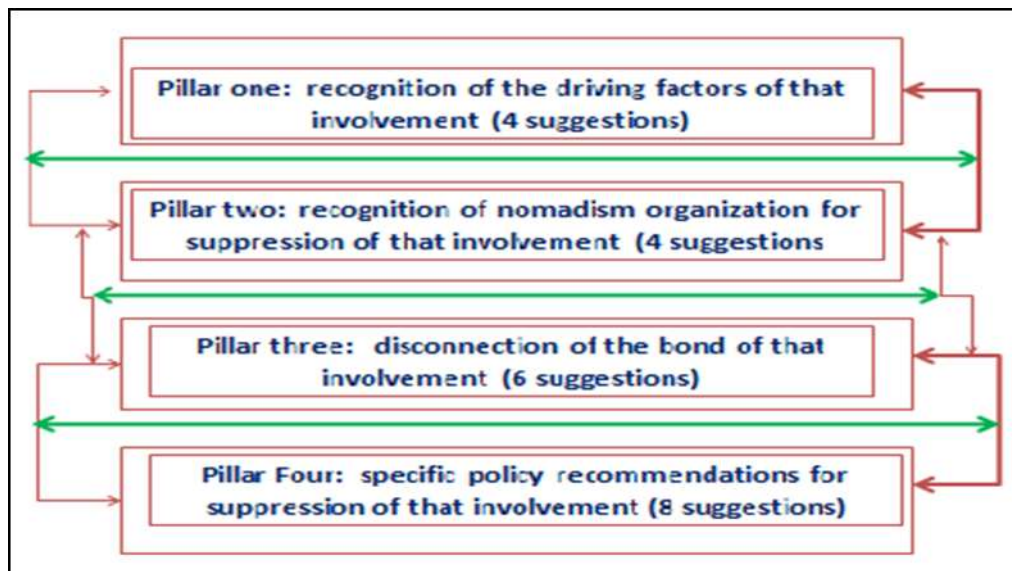 Pillar one: recognition of the driving factors of that
involvement (4 suggestions)
Pillar two: recognition of nomadism organization for
suppression of that involvement (4 suggestions
Pillar three: disconnection of the bond of that
involvement (6 suggestions)
Pillar Four: specific policy recommendations for
suppression of that involvement (8 suggestions)